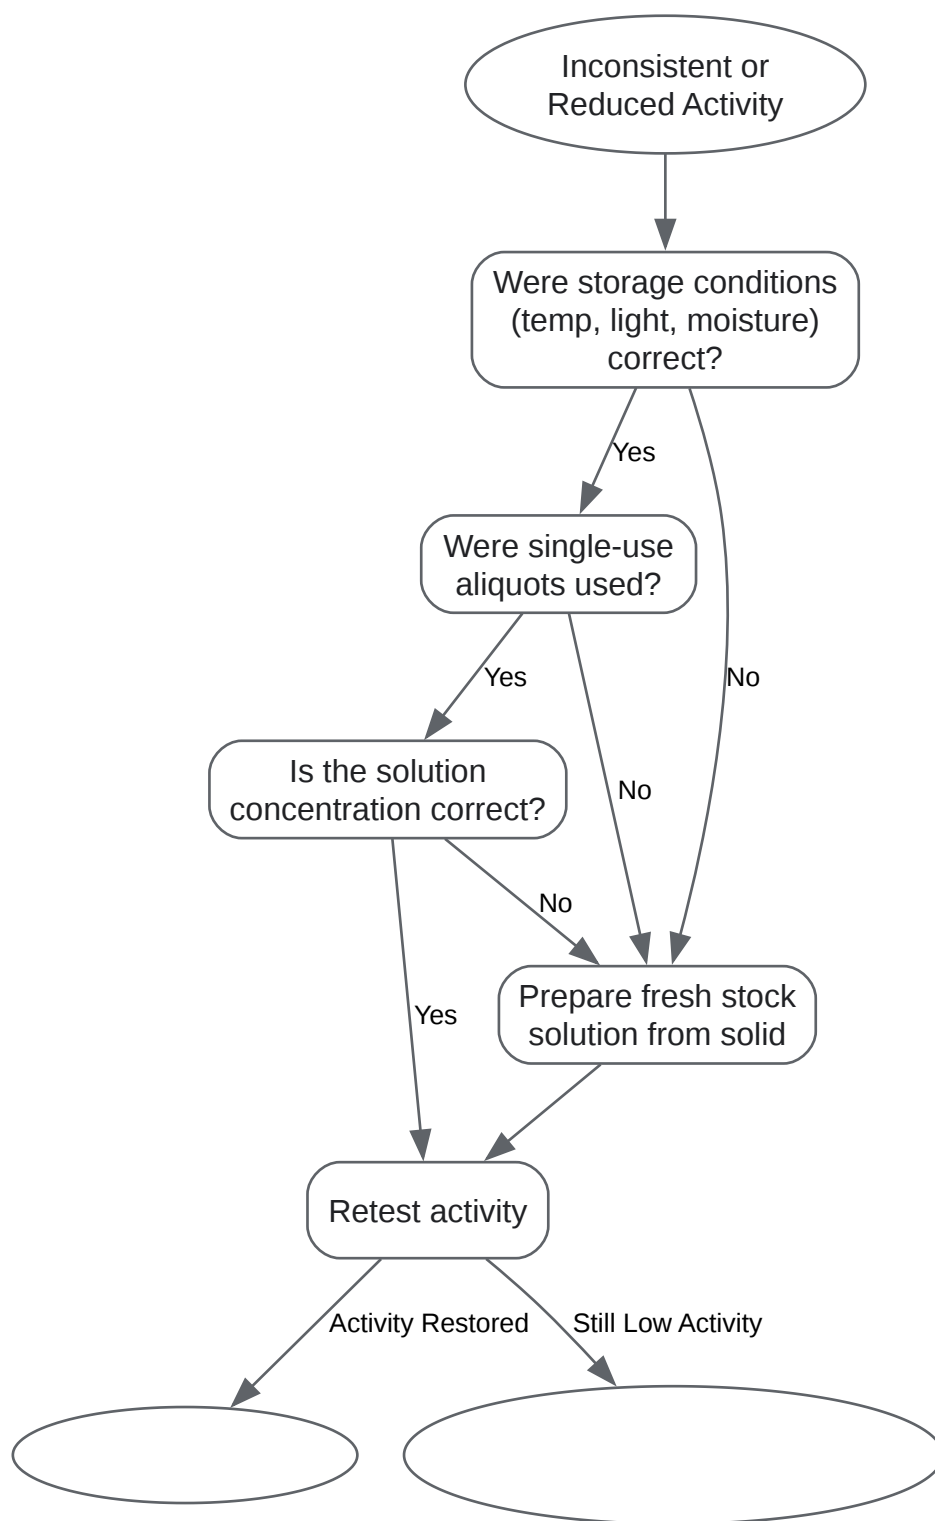 Inconsistent or
Reduced Activity
Were storage conditions
(temp, light, moisture)
correct?
Yes
Were single-use
aliquots used?
Yes
No
Is the solution
concentration correct?
No
No
Prepare fresh stock
solution from solid
Yes
Retest activity
Activity Restored
Still Low Activity